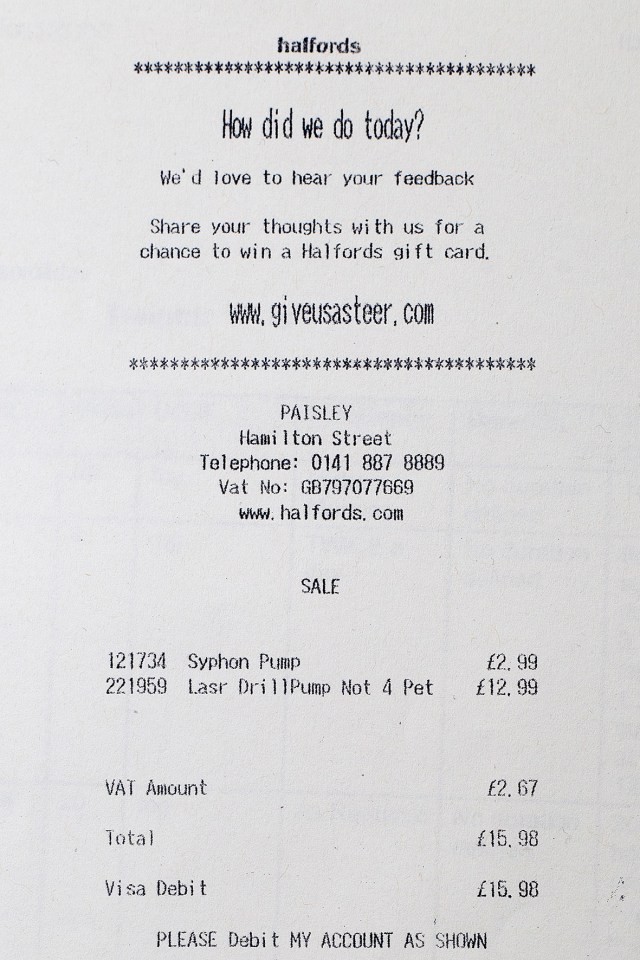 halfords
****************************************
How did we do today?
We'd love to hear your feedback
Share your thoughts with us for a
chance to win a Halfords gift card.
www.giveusasteer.com
****************************************
PAISLEY
Hamilton Street
Telephone: 0141 887 8889
Vat No: GB797077669
www.halfords.com
SALE
121734 Syphon Pump £2.99
221959 Lasr DrillPump Not 4 Pet £12.99
VAT Amount £2.67
Total £15.98
Visa Debit £15.98
PLEASE Debit MY ACCOUNT AS SHOWN